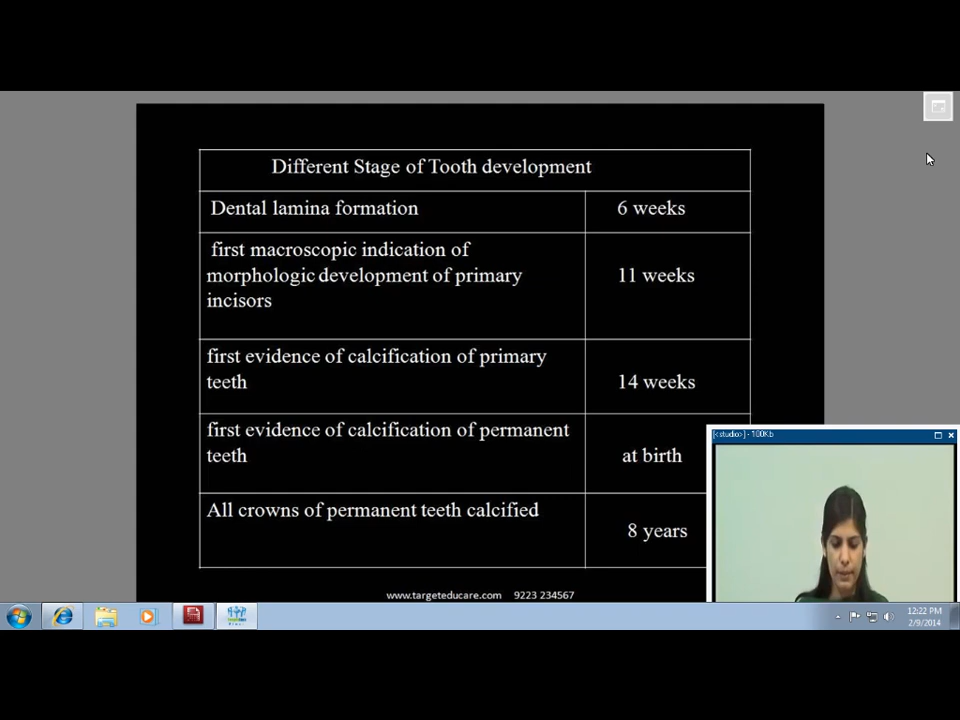 Different Stage of Tooth development
Dental lamina formation
6 weeks
first macroscopic indication of
morphologic development of primary
incisors
11 weeks
first evidence of calcification of primary
teeth
14 weeks
first evidence of calcification of permanent
teeth
at birth
All crowns of permanent teeth calcified
8 years
[<studio>] - 100Kb
www.targeteducare.com 9223 234567
12:22 PM
2/9/2014